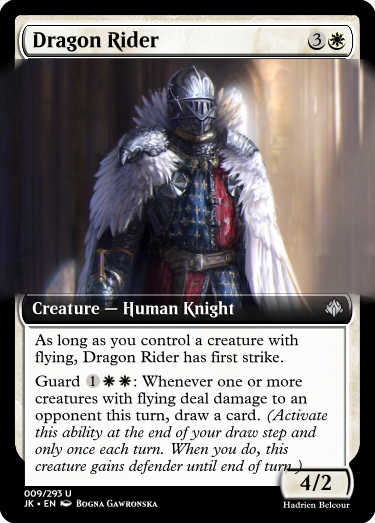 Dragon Rider 3
Creature — Human Knight
As long as you control a creature with
flying, Dragon Rider has first strike.
Guard 1: Whenever one or more
creatures with flying deal damage to an
opponent this turn, draw a card. (Activate
this ability at the end of your draw step and
only once each turn. When you do, this
creature gains defender until end of turn.)
4/2
009/293 U
JK • EN Bogna Gawronska
Hadrien Belcour